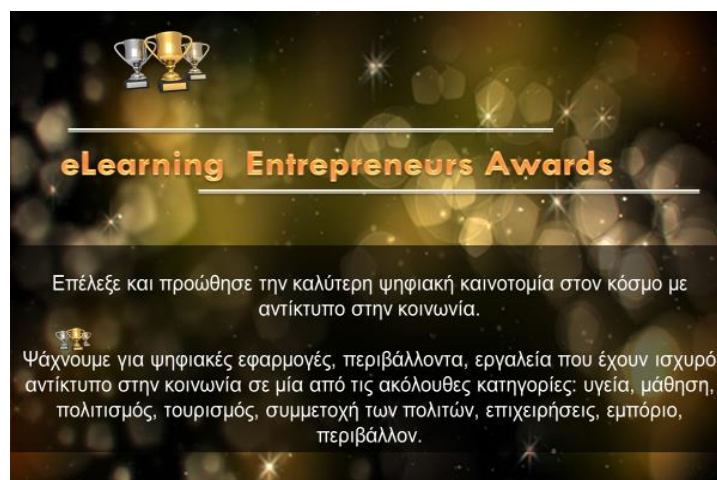 eLearning Entrepreneurs Awards
Επέλεξε και προώθησε την καλύτερη ψηφιακή καινοτομία στον κόσμο με
αντίκτυπο στην κοινωνία.
Ψάχνουμε για ψηφιακές εφαρμογές, περιβάλλοντα, εργαλεία που έχουν ισχυρό
αντίκτυπο στην κοινωνία σε μία από τις ακόλουθες κατηγορίες: υγεία, μάθηση,
πολιτισμός, τουρισμός, συμμετοχή των πολιτών, επιχειρήσεις, εμπόριο,
περιβάλλον.